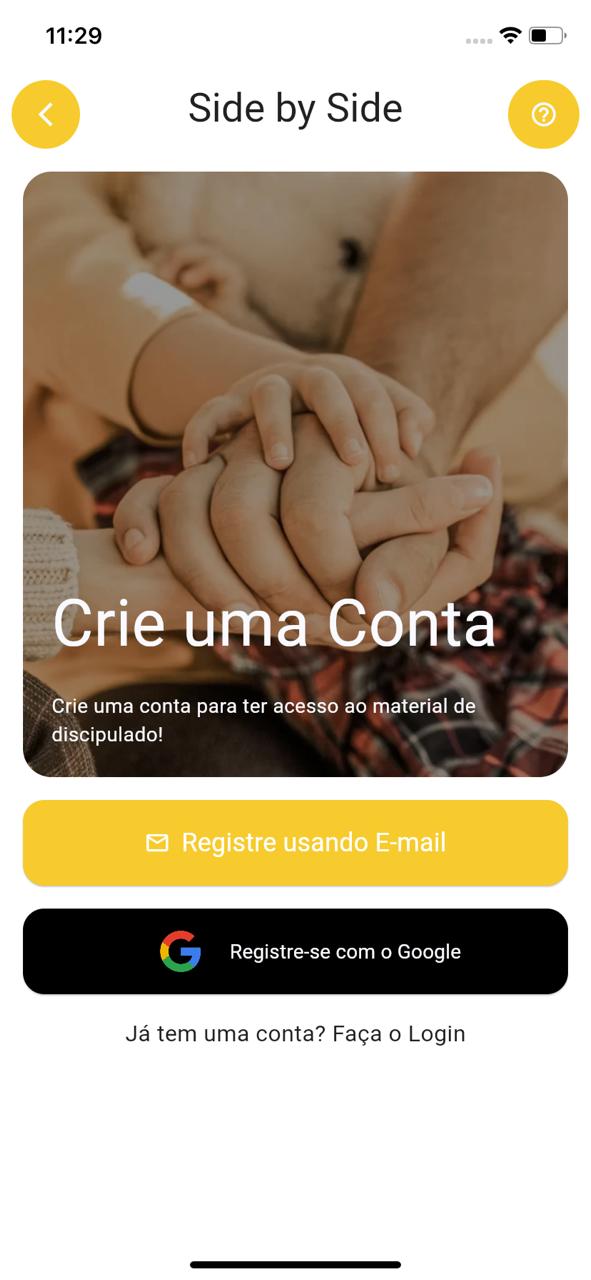 11:29
Side by Side
Crie uma Conta
Crie uma conta para ter acesso ao material de
discipulado!
Registre usando E-mail
Registre-se com o Google
Já tem uma conta? Faça o Login